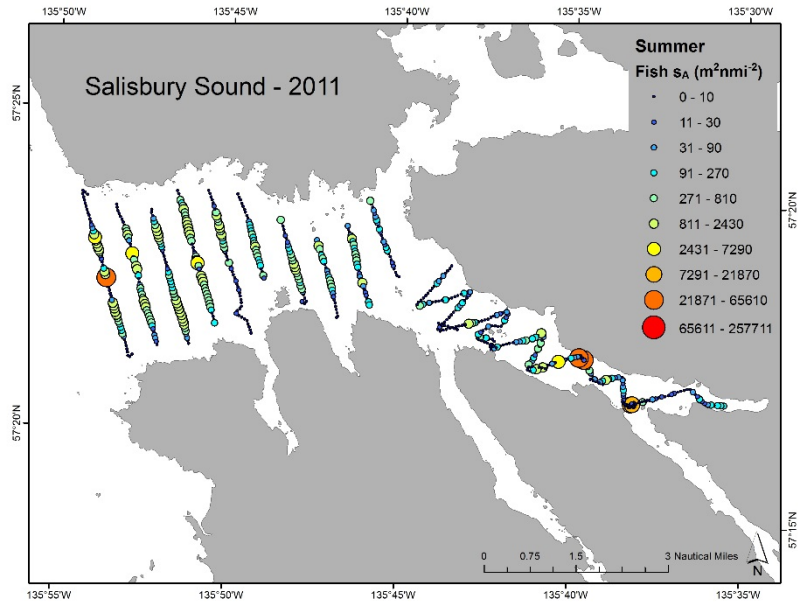 135°50'W 135°45'W 135°40'W 135°35'W 135°30'W
Summer
Fish sA (m²nmi-²)
Salisbury Sound - 2011
0 - 10
11 - 30
57°25'N
31 - 90
91 - 270
271 - 810
57°20'N
811 - 2430
2431 - 7290
7291 - 21870
21871 - 65610
65611 - 257711
57°20'N
57°15'N
0 0.75 1.5 3 Nautical Miles
N
135°55'W 135°50'W 135°45'W 135°40'W 135°35'W